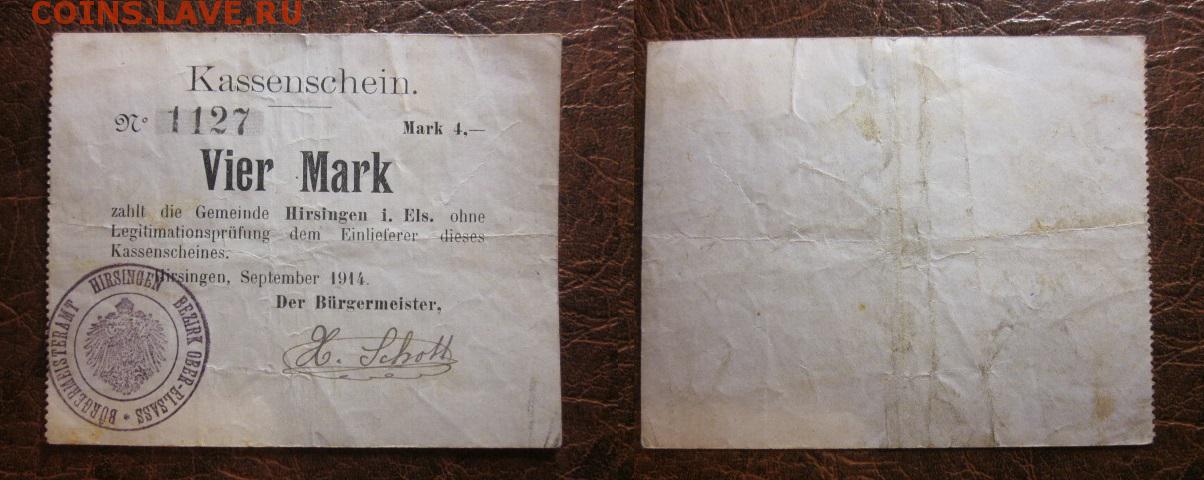 COINS.LAVE.RU
Kassenschein.
No 1127 Mark 4,—
Vier Mark
zahlt die Gemeinde Hirsingen i. Els. ohne
Legitimationsprüfung dem Einlieferer dieses
Kassenscheines.
Hirsingen, September 1914.
Der Bürgermeister,
X. Schott
BÜRGERMEISTERAMT HIRSINGEN BEZIRK OBER-ELSASS *